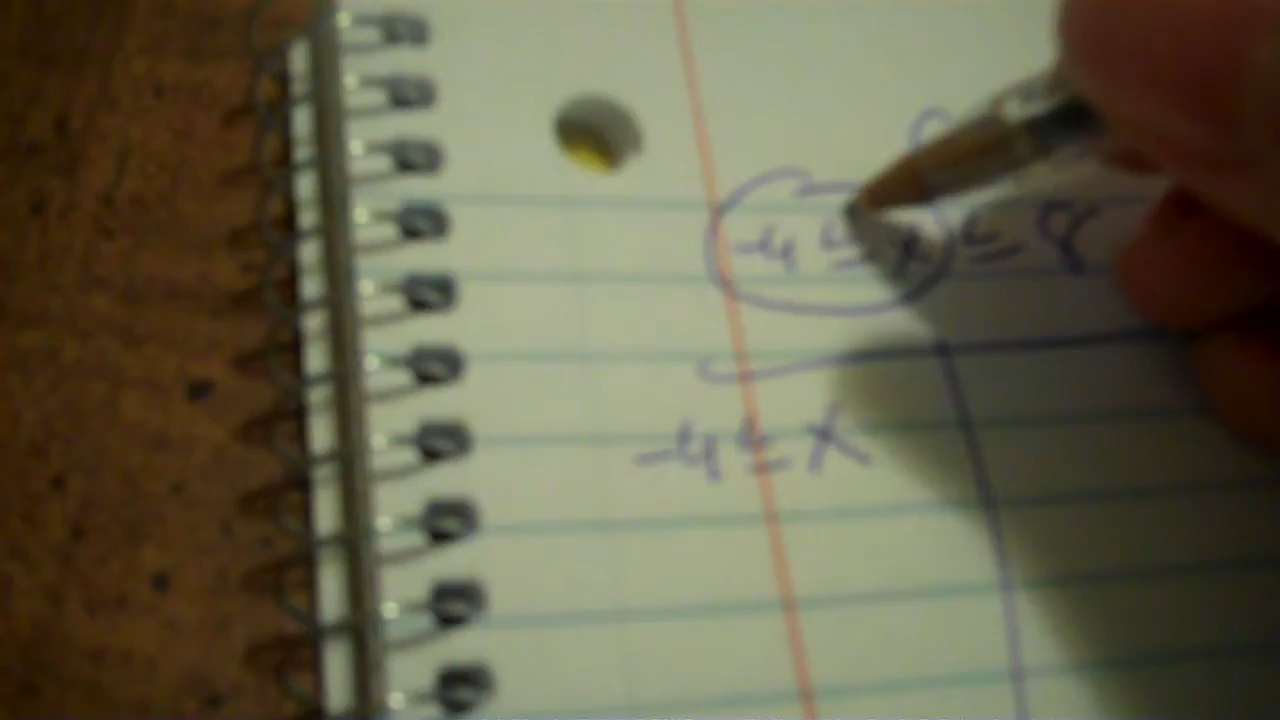 -4 ≤ x ≤ 8
-4 ≤ x